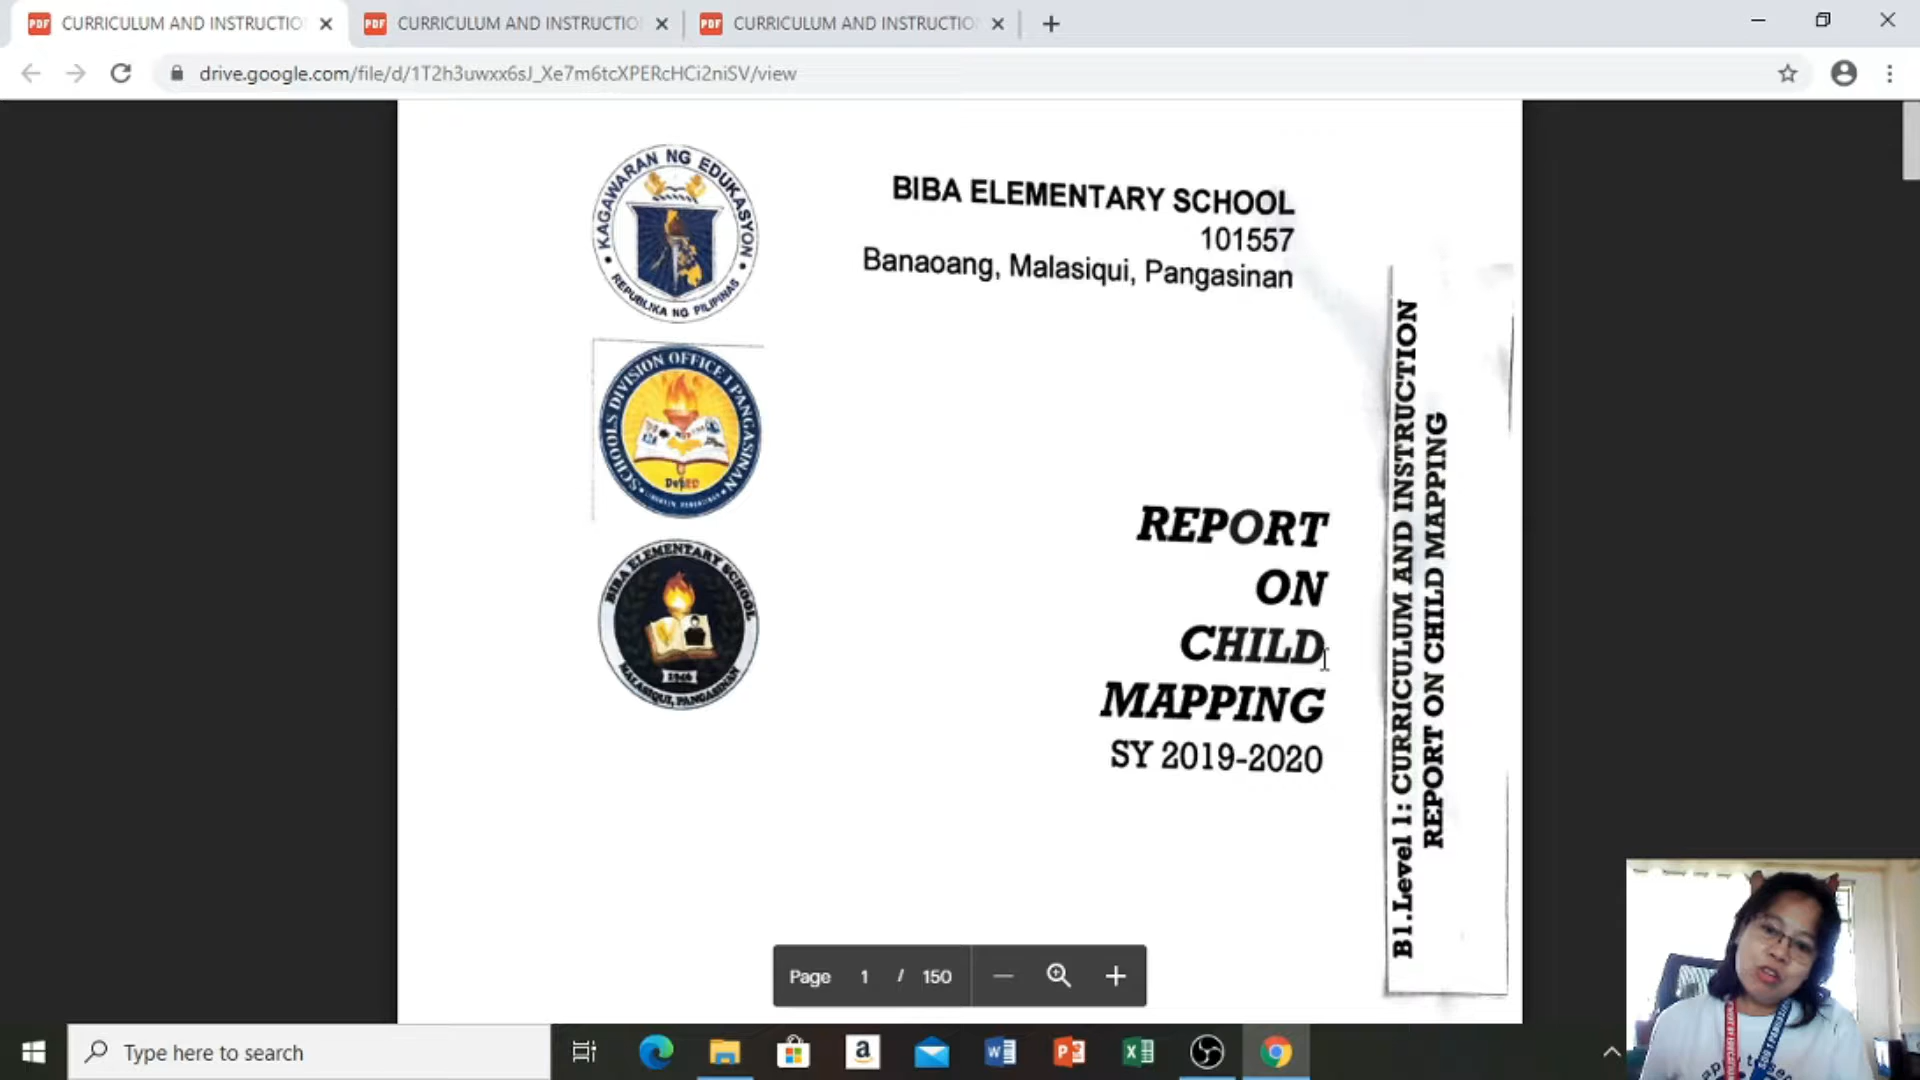 CURRICULUM AND INSTRUCTIO
CURRICULUM AND INSTRUCTIO
CURRICULUM AND INSTRUCTIO
drive.google.com/file/d/1T2h3uwxx6sJ_Xe7m6tcXPERcHCi2niSV/view
KAGAWARAN NG EDUKASYON
REPUBLIKA NG PILIPINAS
BIBA ELEMENTARY SCHOOL
101557
Banaoang, Malasiqui, Pangasinan
SCHOOLS DIVISION OFFICE I PANGASINAN
DepED
BIBA ELEMENTARY SCHOOL
MALASIQUI, PANGASINAN
REPORT
ON
CHILD
MAPPING
SY 2019-2020
B1.Level 1: CURRICULUM AND INSTRUCTION
REPORT ON CHILD MAPPING
Page 1 / 150
Type here to search